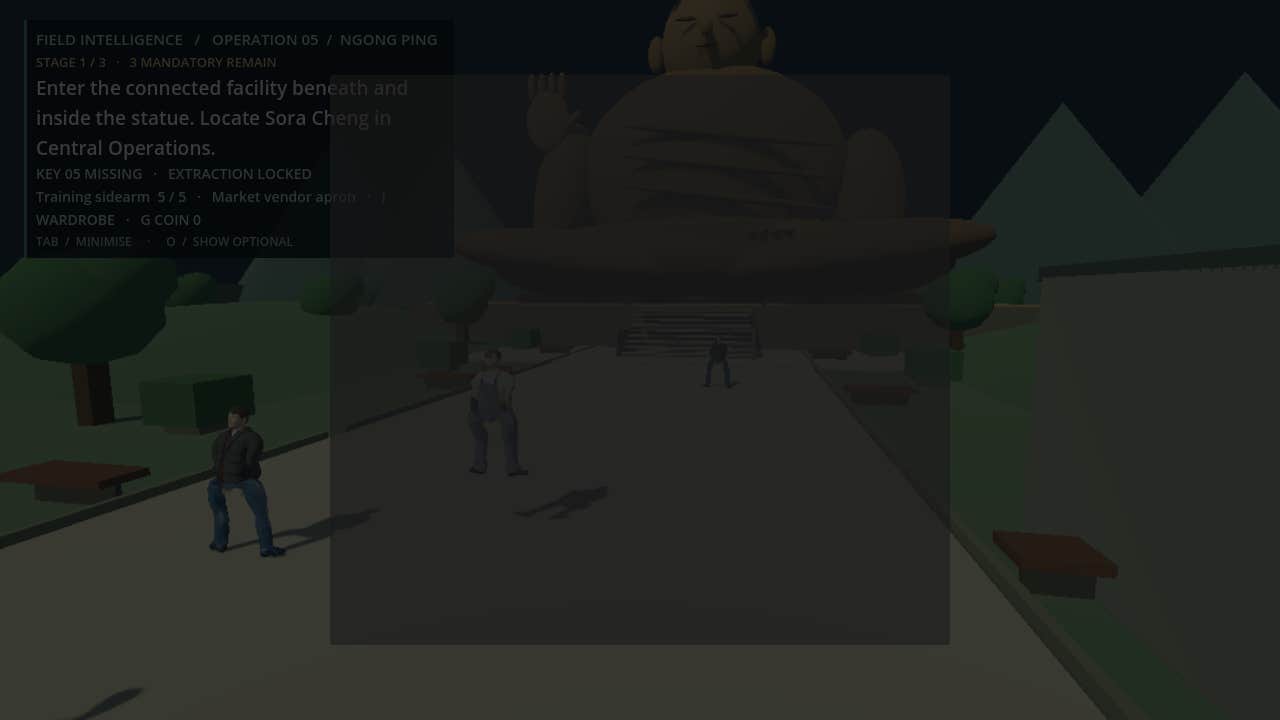 FIELD INTELLIGENCE / OPERATION 05 / NGONG PING
STAGE 1 / 3 · 3 MANDATORY REMAIN
Enter the connected facility beneath and
inside the statue. Locate Sora Cheng in
Central Operations.
KEY 05 MISSING · EXTRACTION LOCKED
Training sidearm 5 / 5 · Market vendor apron · I
WARDROBE · G COIN 0
TAB / MINIMISE · O / SHOW OPTIONAL